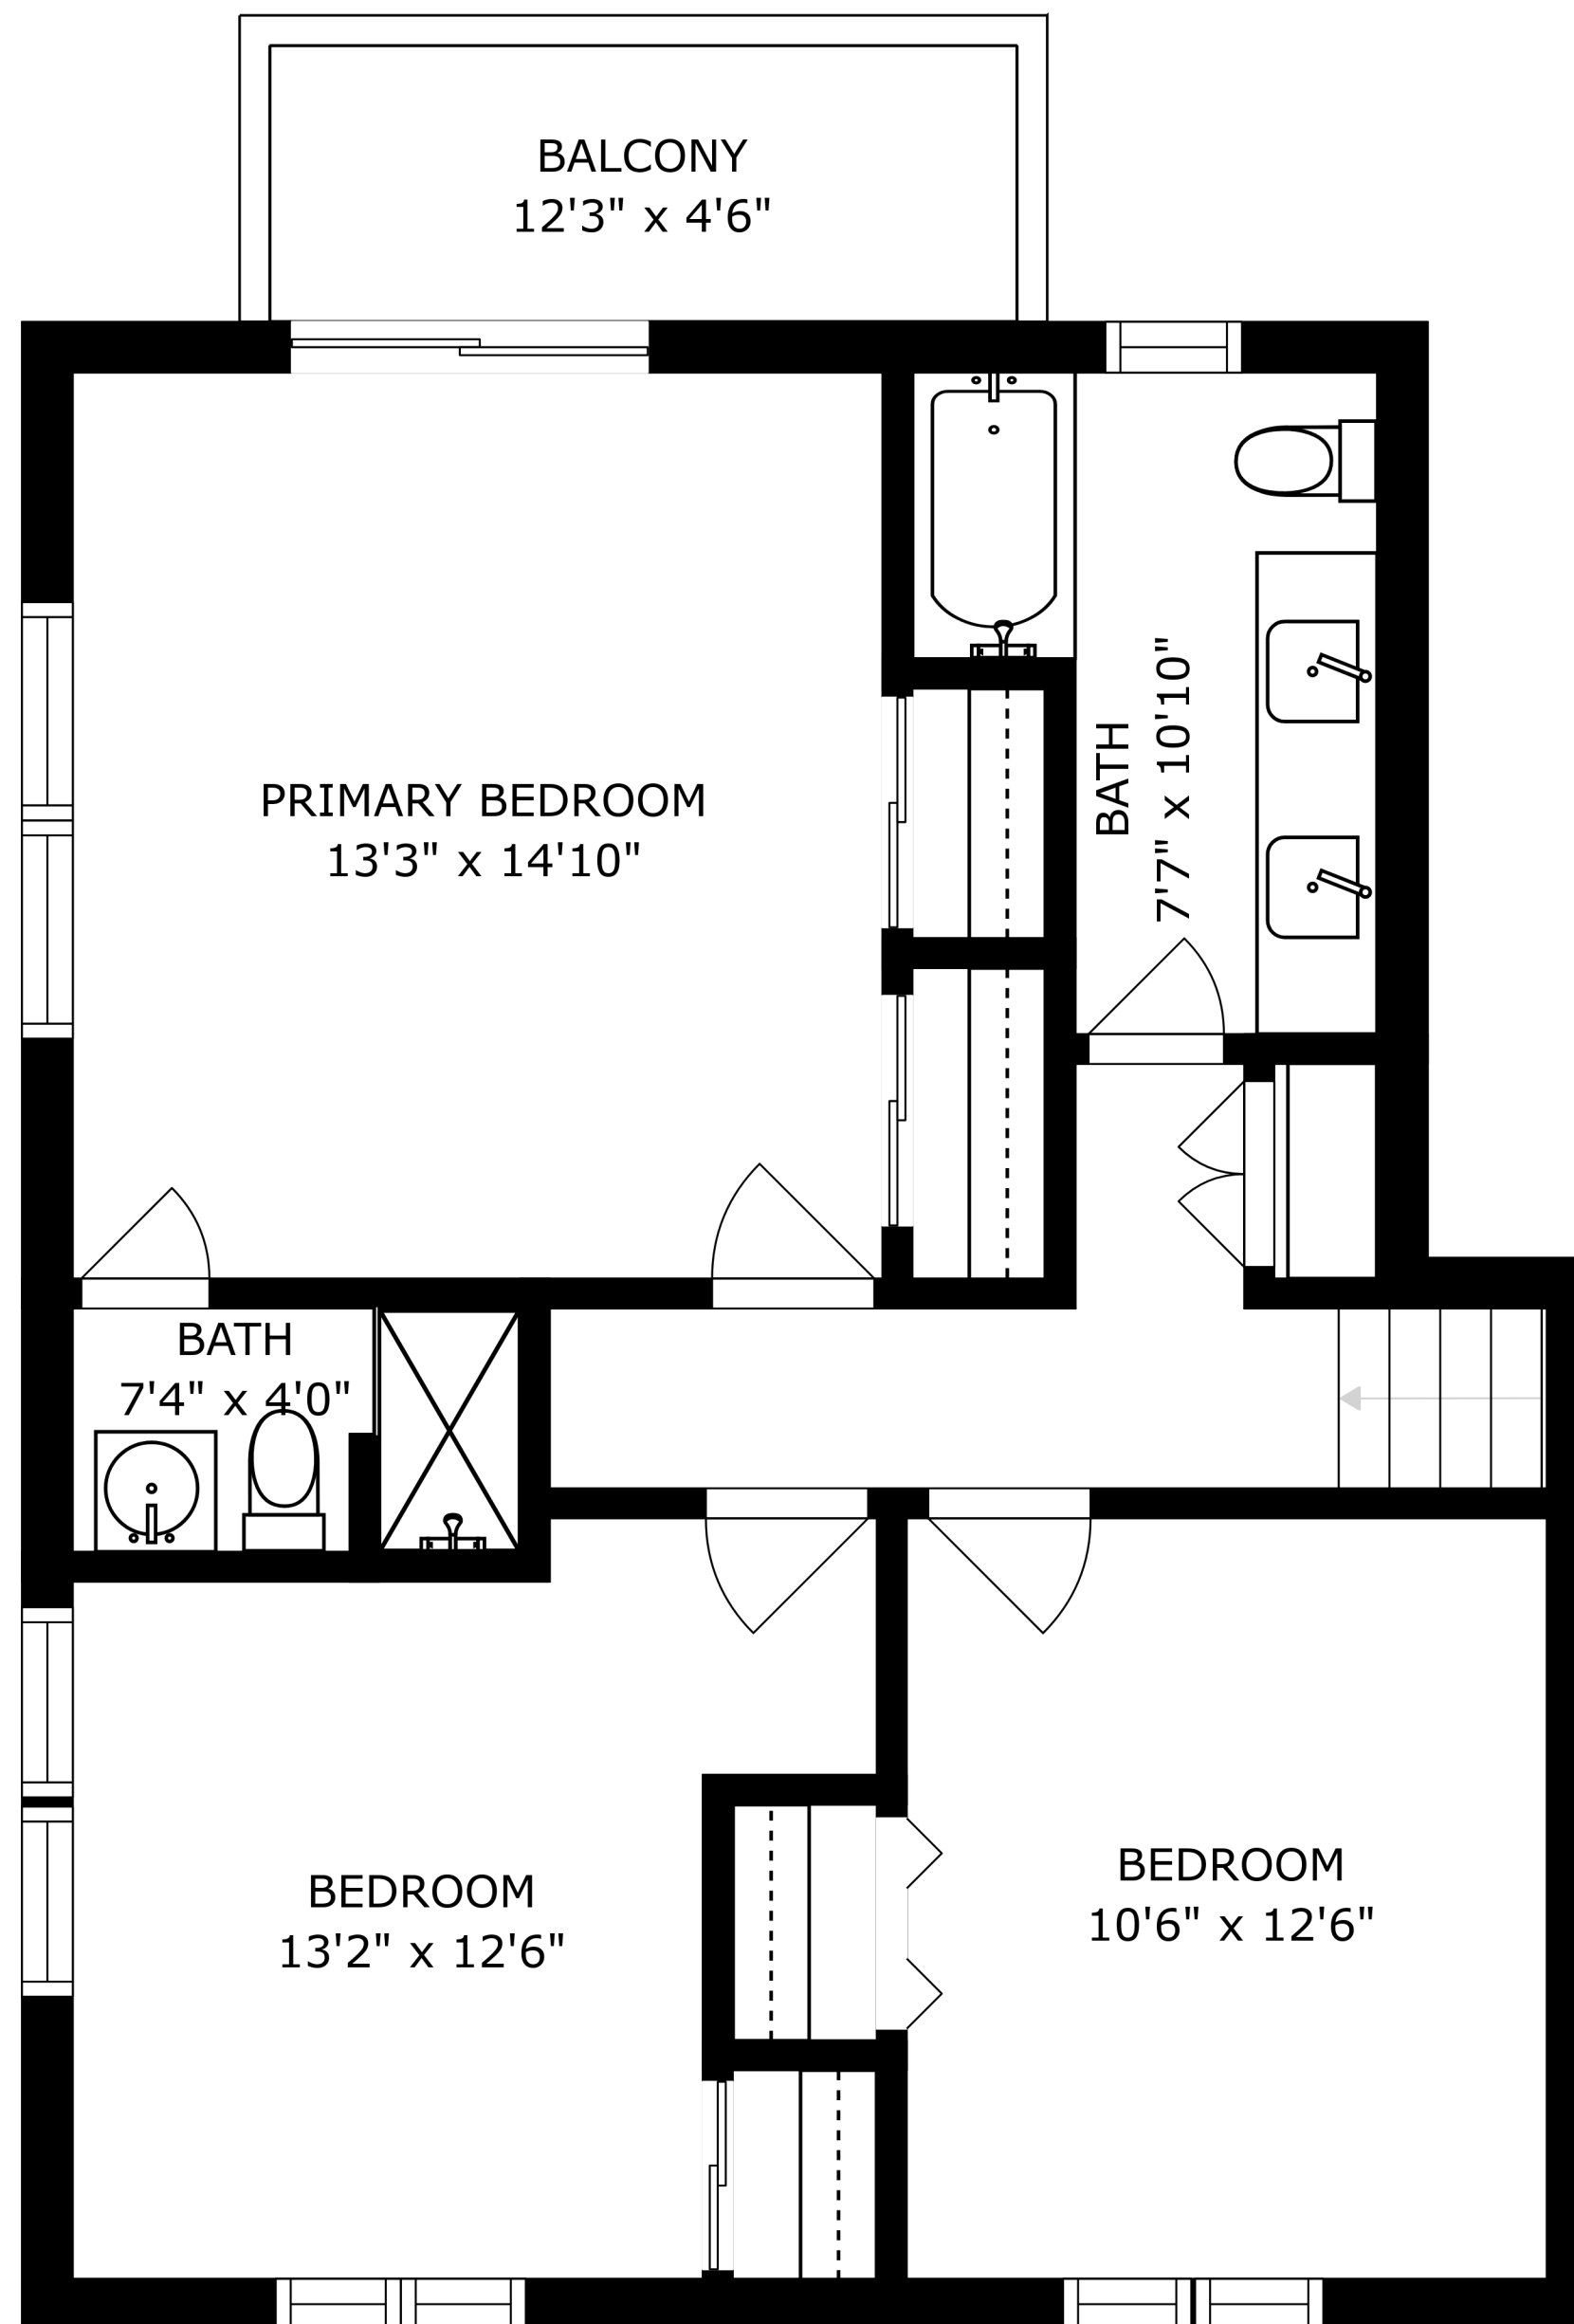 BALCONY
12'3" x 4'6"
BATH
7'7" x 10'10"
PRIMARY BEDROOM
13'3" x 14'10"
BATH
7'4" x 4'0"
BEDROOM
13'2" x 12'6"
BEDROOM
10'6" x 12'6"